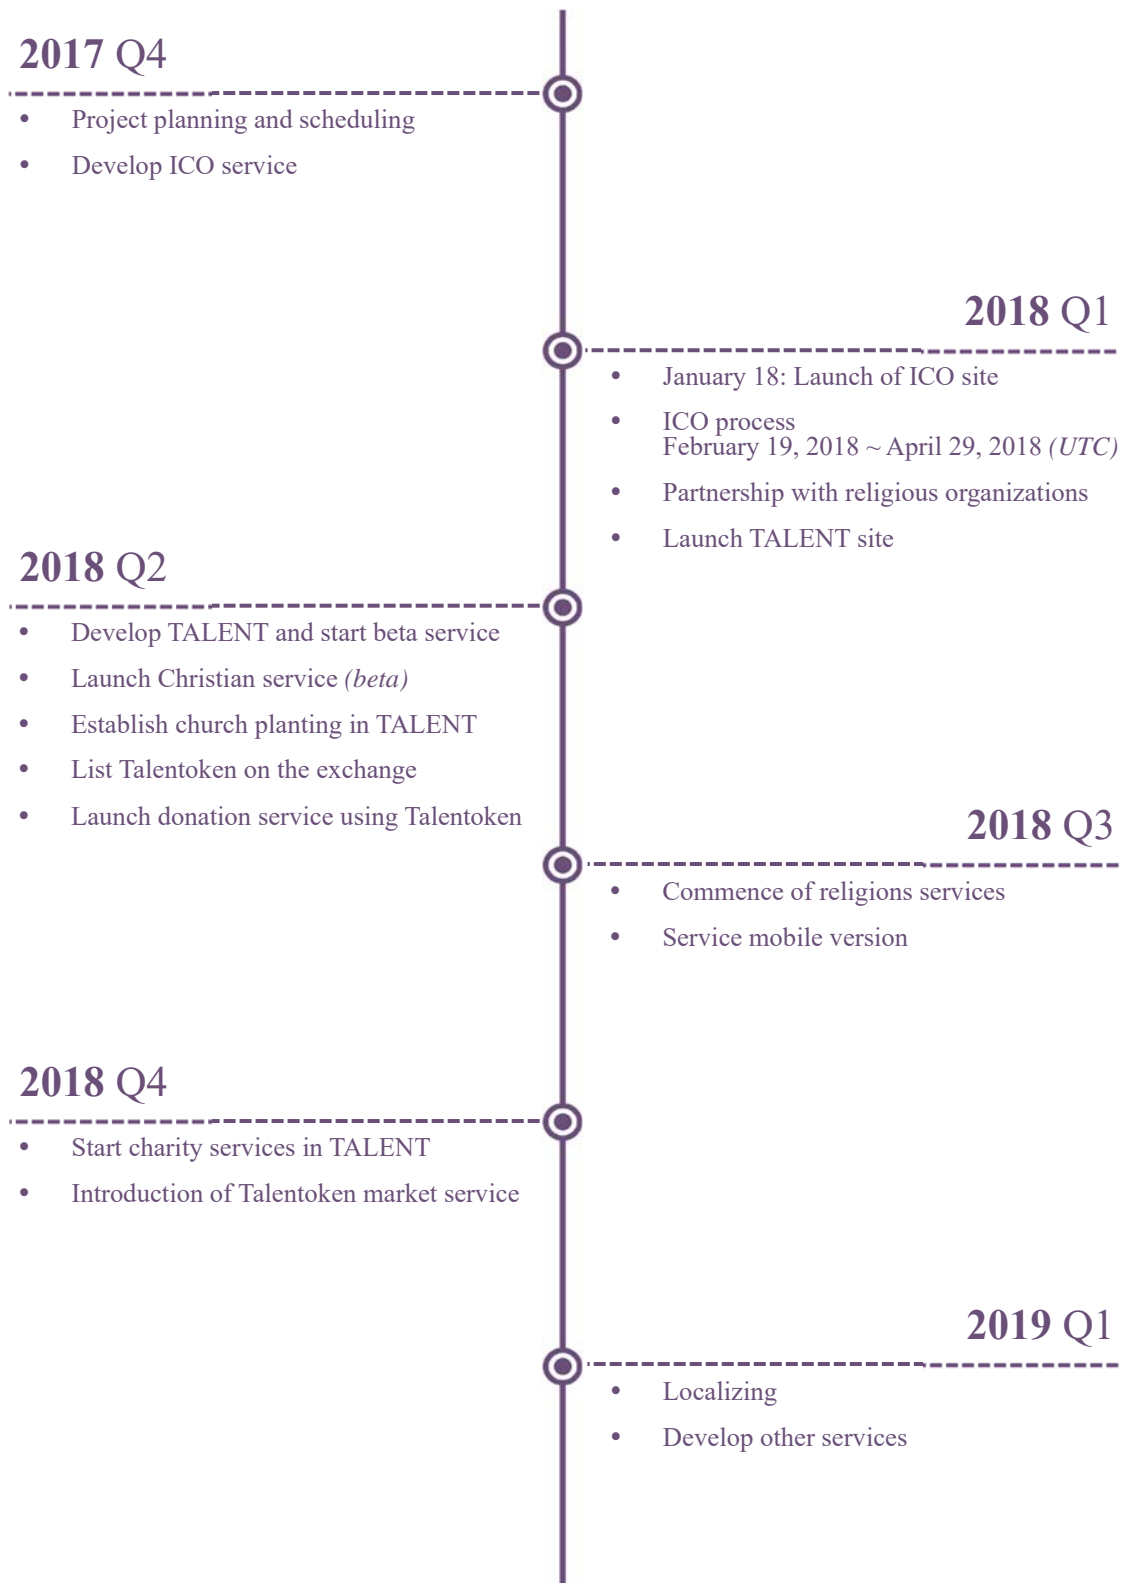 2017 Q4
• Project planning and scheduling
• Develop ICO service
2018 Q1
• January 18: Launch of ICO site
• ICO process
February 19, 2018 ~ April 29, 2018 (UTC)
• Partnership with religious organizations
• Launch TALENT site
2018 Q2
• Develop TALENT and start beta service
• Launch Christian service (beta)
• Establish church planting in TALENT
• List Talentoken on the exchange
• Launch donation service using Talentoken
2018 Q3
• Commence of religions services
• Service mobile version
2018 Q4
• Start charity services in TALENT
• Introduction of Talentoken market service
2019 Q1
• Localizing
• Develop other services